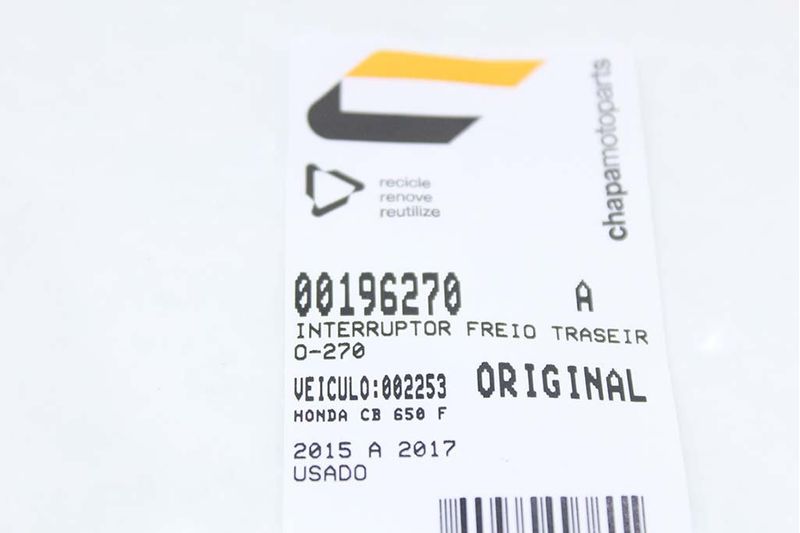 recicle
renove
reutilize
chapamotoparts
00196270 A
INTERRUPTOR FREIO TRASEIR
O-270
VEICULO:002253 ORIGINAL
HONDA CB 650 F
2015 A 2017
USADO